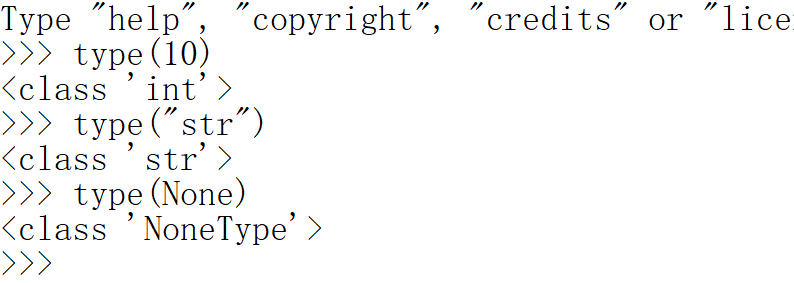 Type "help", "copyright", "credits" or
>>> type(10)
<class 'int'>
>>> type("str")
<class 'str'>
>>> type(None)
<class 'NoneType'>
>>>